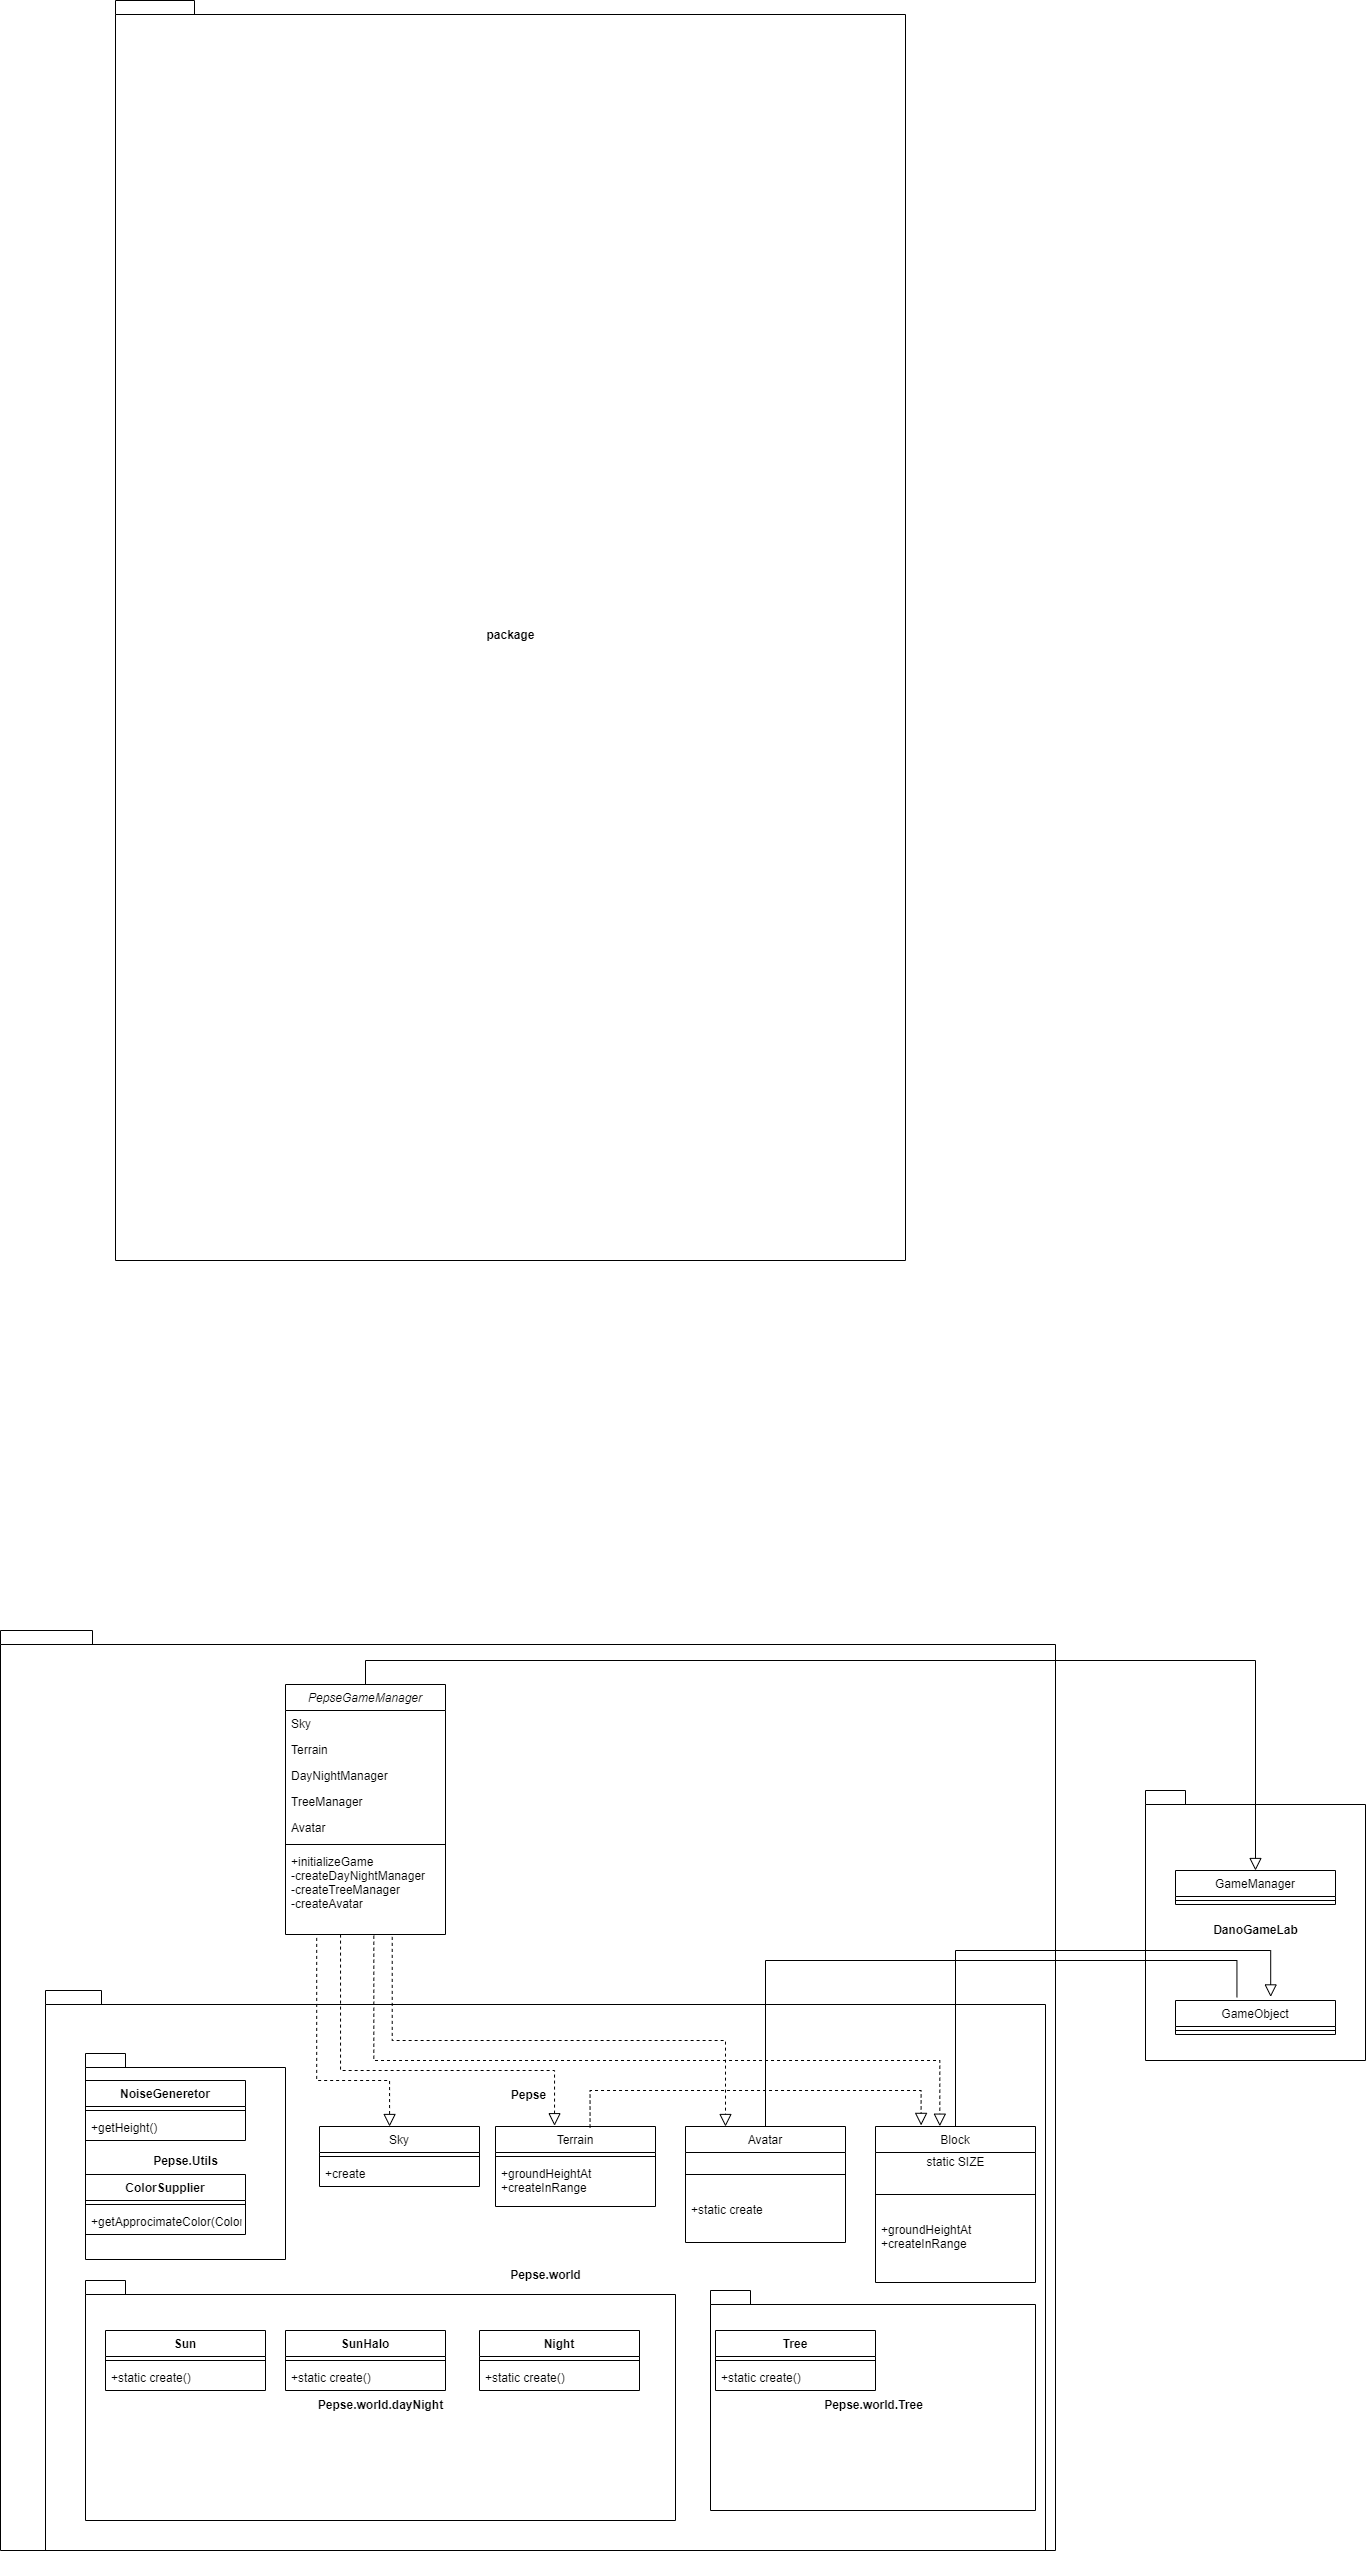 package
PepseGameManager
Sky
Terrain
DayNightManager
TreeManager
Avatar
+initializeGame
-createDayNightManager
-createTreeManager
-createAvatar
GameManager
DanoGameLab
GameObject
NoiseGeneretor
+getHeight()
Pepse.Utils
ColorSupplier
+getApprocimateColor(Color
Pepse
Sky
+create
Terrain
+groundHeightAt
+createInRange
Avatar
+static create
Block
static SIZE
+groundHeightAt
+createInRange
Pepse.world
Sun
+static create()
SunHalo
+static create()
Night
+static create()
Pepse.world.dayNight
Tree
+static create()
Pepse.world.Tree